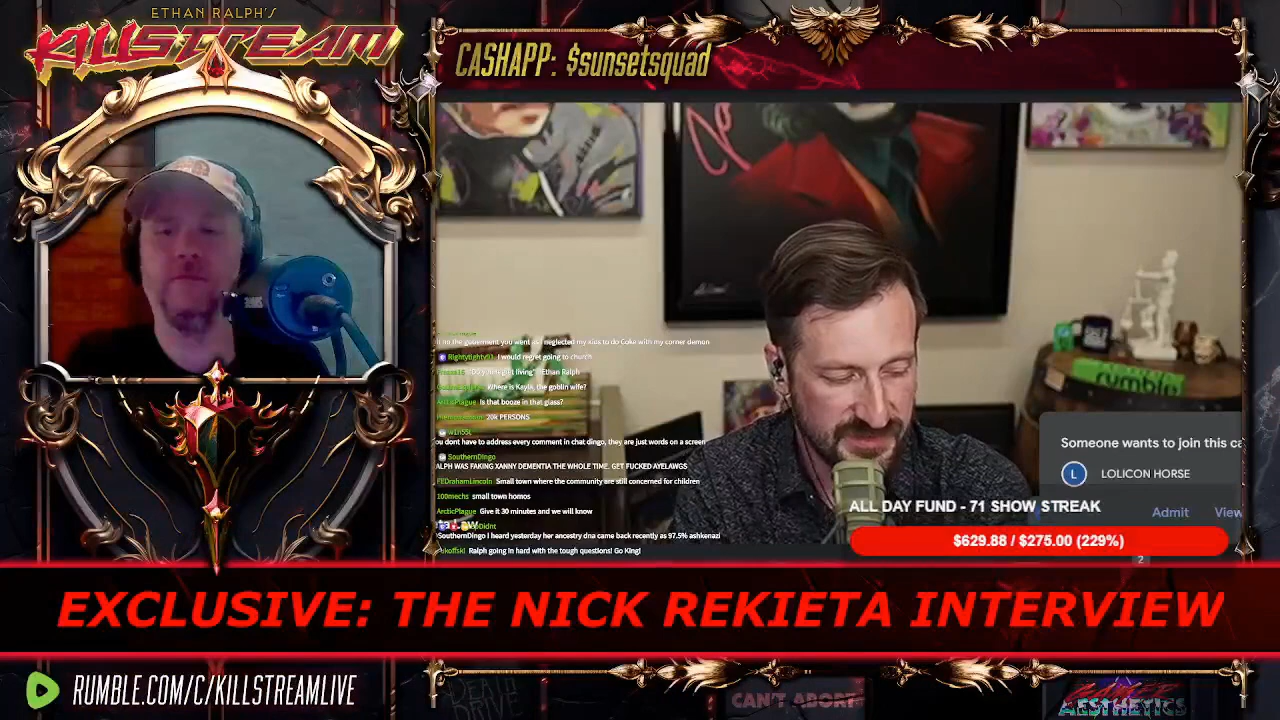 ETHAN RALPH'S
KILLSTREAM
CASHAPP: $sunsetsquad
Rightytighty93 I would regret going to church
Where is Kayla, the goblin wife?
ArcticPlague Is that booze in that glass?
20k PERSONS
ou dont have to address every comment in chat dingo, they are just words on a screen
SouthernDingo
ALPH WAS FAKING XANNY DEMENTIA THE WHOLE TIME. GET FUCKED AYELAWGS
FEDrahamLincoln Small town where the community are still concerned for children
100mechs small town homos
ArcticPlague Give it 30 minutes and we will know
SouthernDingo I heard yesterday her ancestry dna came back recently as 97.5% ashkenazi
Ralph going in hard with the tough questions! Go King!
rumble
Someone wants to join this ca
L LOLICON HORSE
Admit View
ALL DAY FUND - 71 SHOW STREAK
$629.88 / $275.00 (229%)
2
EXCLUSIVE: THE NICK REKIETA INTERVIEW
RUMBLE.COM/C/KILLSTREAMLIVE
CAN'T ABORT
GAMER
AESTHETICS